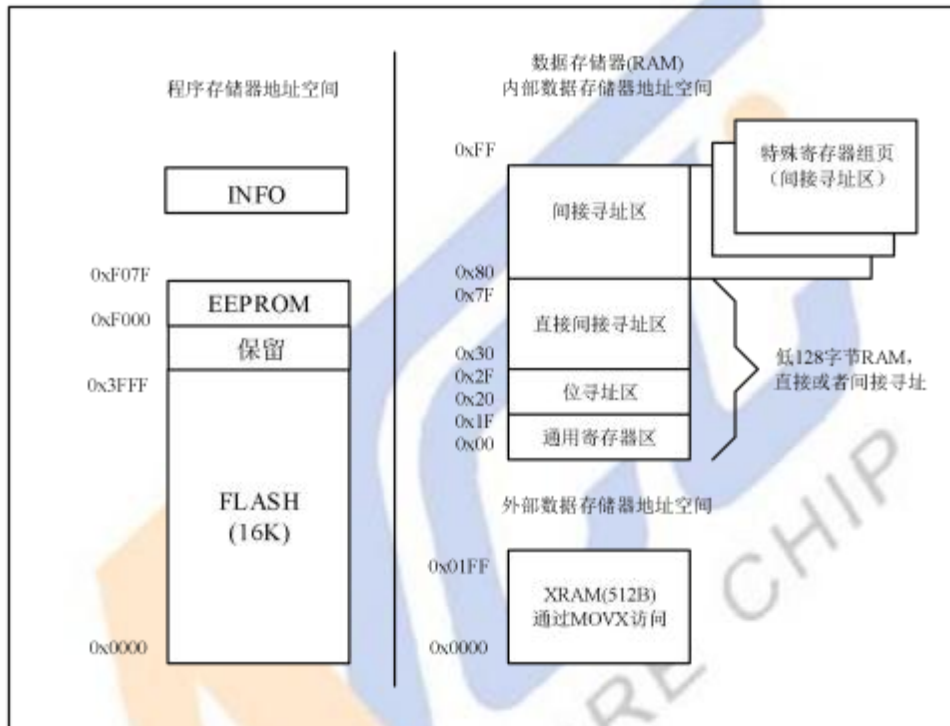 程序存储器地址空间
INFO
0xF07F
EEPROM
0xF000
保留
0x3FFF
FLASH
(16K)
0x0000
数据存储器(RAM)
内部数据存储器地址空间
0xFF
特殊寄存器组页
（间接寻址区）
间接寻址区
0x80
0x7F
直接间接寻址区
0x30
0x2F
位寻址区
0x20
0x1F
通用寄存器区
0x00
低128字节RAM，
直接或者间接寻址
外部数据存储器地址空间
0x01FF
XRAM(512B)
通过MOVX访问
0x0000
RE CHIP